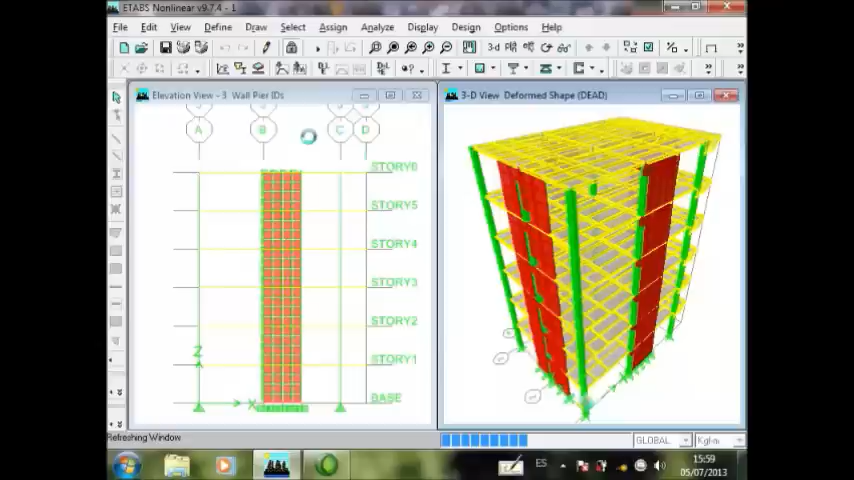 ETABS Nonlinear v9.7.4 - 1
File Edit View Define Draw Select Assign Analyze Display Design Options Help
3-d
Elevation View - 3 Wall Pier IDs
3-D View Deformed Shape (DEAD)
A B C D
STORY6
STORY5
STORY4
STORY3
STORY2
STORY1
BASE
Z
X
Refreshing Window
GLOBAL
Kgf-m
ES
15:59
05/07/2013